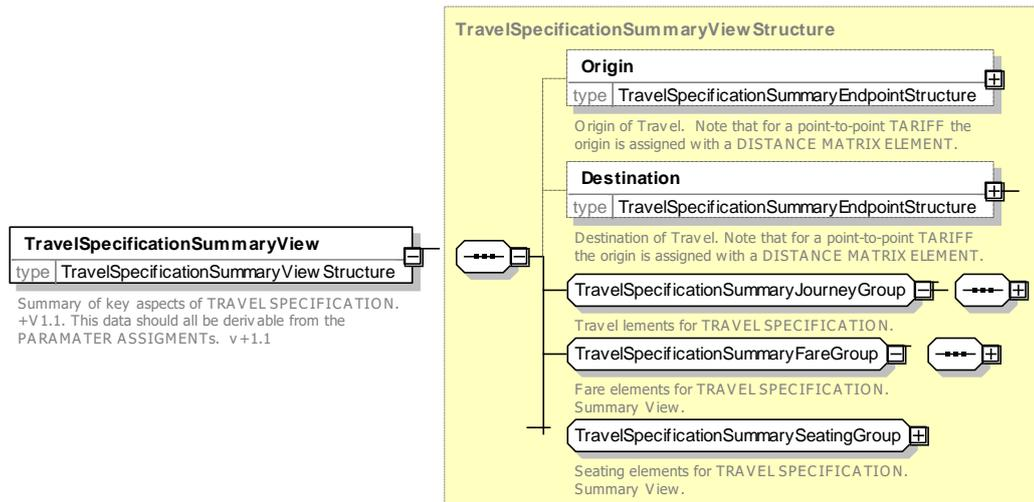 TravelSpecificationSummaryViewStructure
Origin
type TravelSpecificationSummaryEndpointStructure
Origin of Travel. Note that for a point-to-point TARIFF the
origin is assigned with a DISTANCE MATRIX ELEMENT.
Destination
type TravelSpecificationSummaryEndpointStructure
Destination of Travel. Note that for a point-to-point TARIFF
the origin is assigned with a DISTANCE MATRIX ELEMENT.
TravelSpecificationSummaryView
type TravelSpecificationSummaryViewStructure
Summary of key aspects of TRAVEL SPECIFICATION.
+V1.1. This data should all be derivable from the
PARAMATER ASSIGMENTs. v+1.1
TravelSpecificationSummaryJourneyGroup
Travel lements for TRAVEL SPECIFICATION.
TravelSpecificationSummaryFareGroup
Fare elements for TRAVEL SPECIFICATION.
Summary View.
TravelSpecificationSummarySeatingGroup
Seating elements for TRAVEL SPECIFICATION.
Summary View.